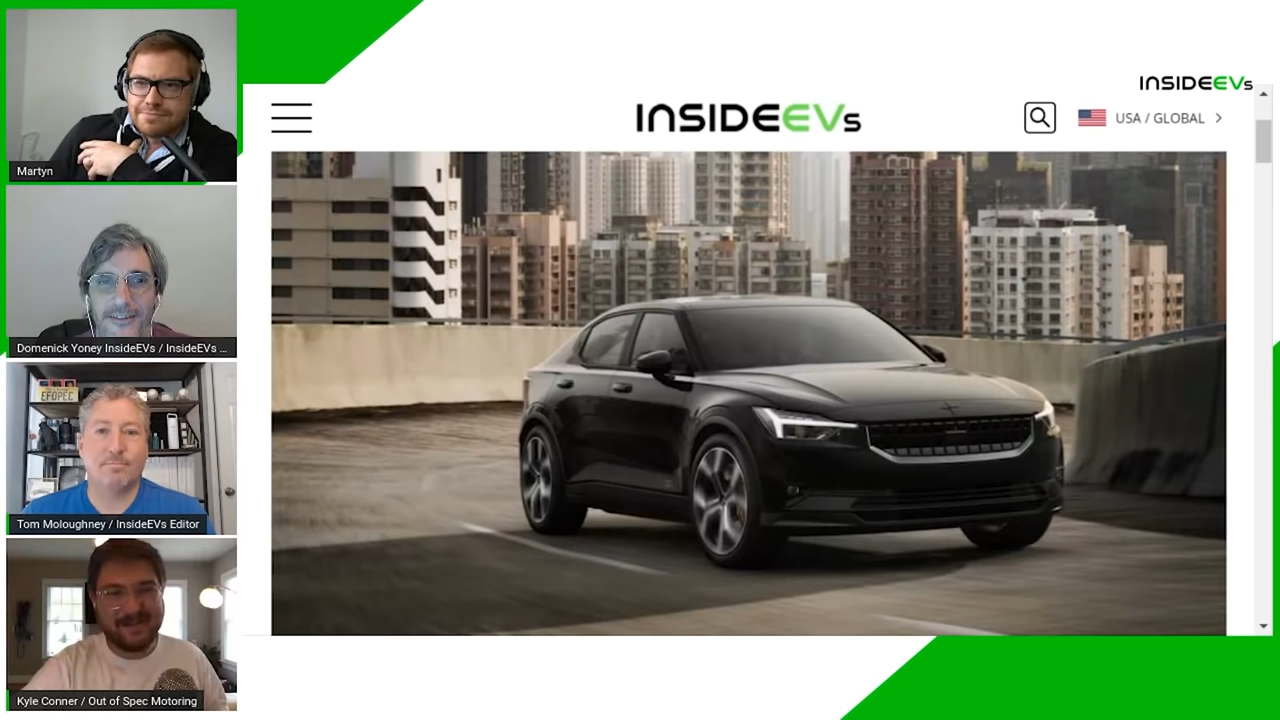 Martyn
Domenick Yoney InsideEVs / InsideEVs ...
EFOPEC
Tom Moloughney / InsideEVs Editor
Kyle Conner / Out of Spec Motoring
INSIDEEVs
INSIDEEVs
USA / GLOBAL